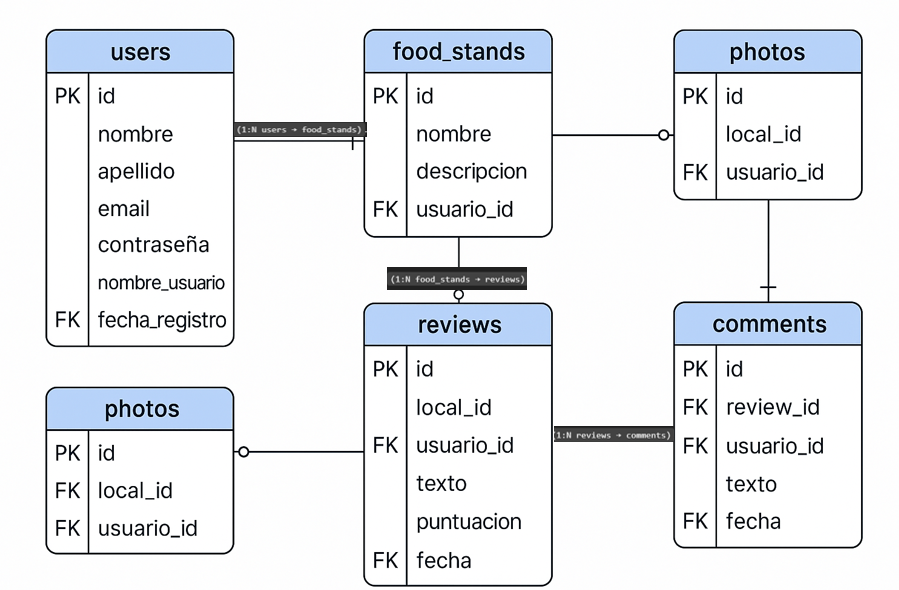 users
PK id
nombre
apellido
email
contraseña
nombre_usuario
FK fecha_registro
(1:N users → food_stands)
food_stands
PK id
nombre
descripcion
FK usuario_id
photos
PK id
local_id
FK usuario_id
(1:N food_stands → reviews)
photos
PK id
FK local_id
FK usuario_id
reviews
PK id
local_id
FK usuario_id
texto
puntuacion
FK fecha
(1:N reviews → comments)
comments
PK id
FK review_id
FK usuario_id
texto
FK fecha